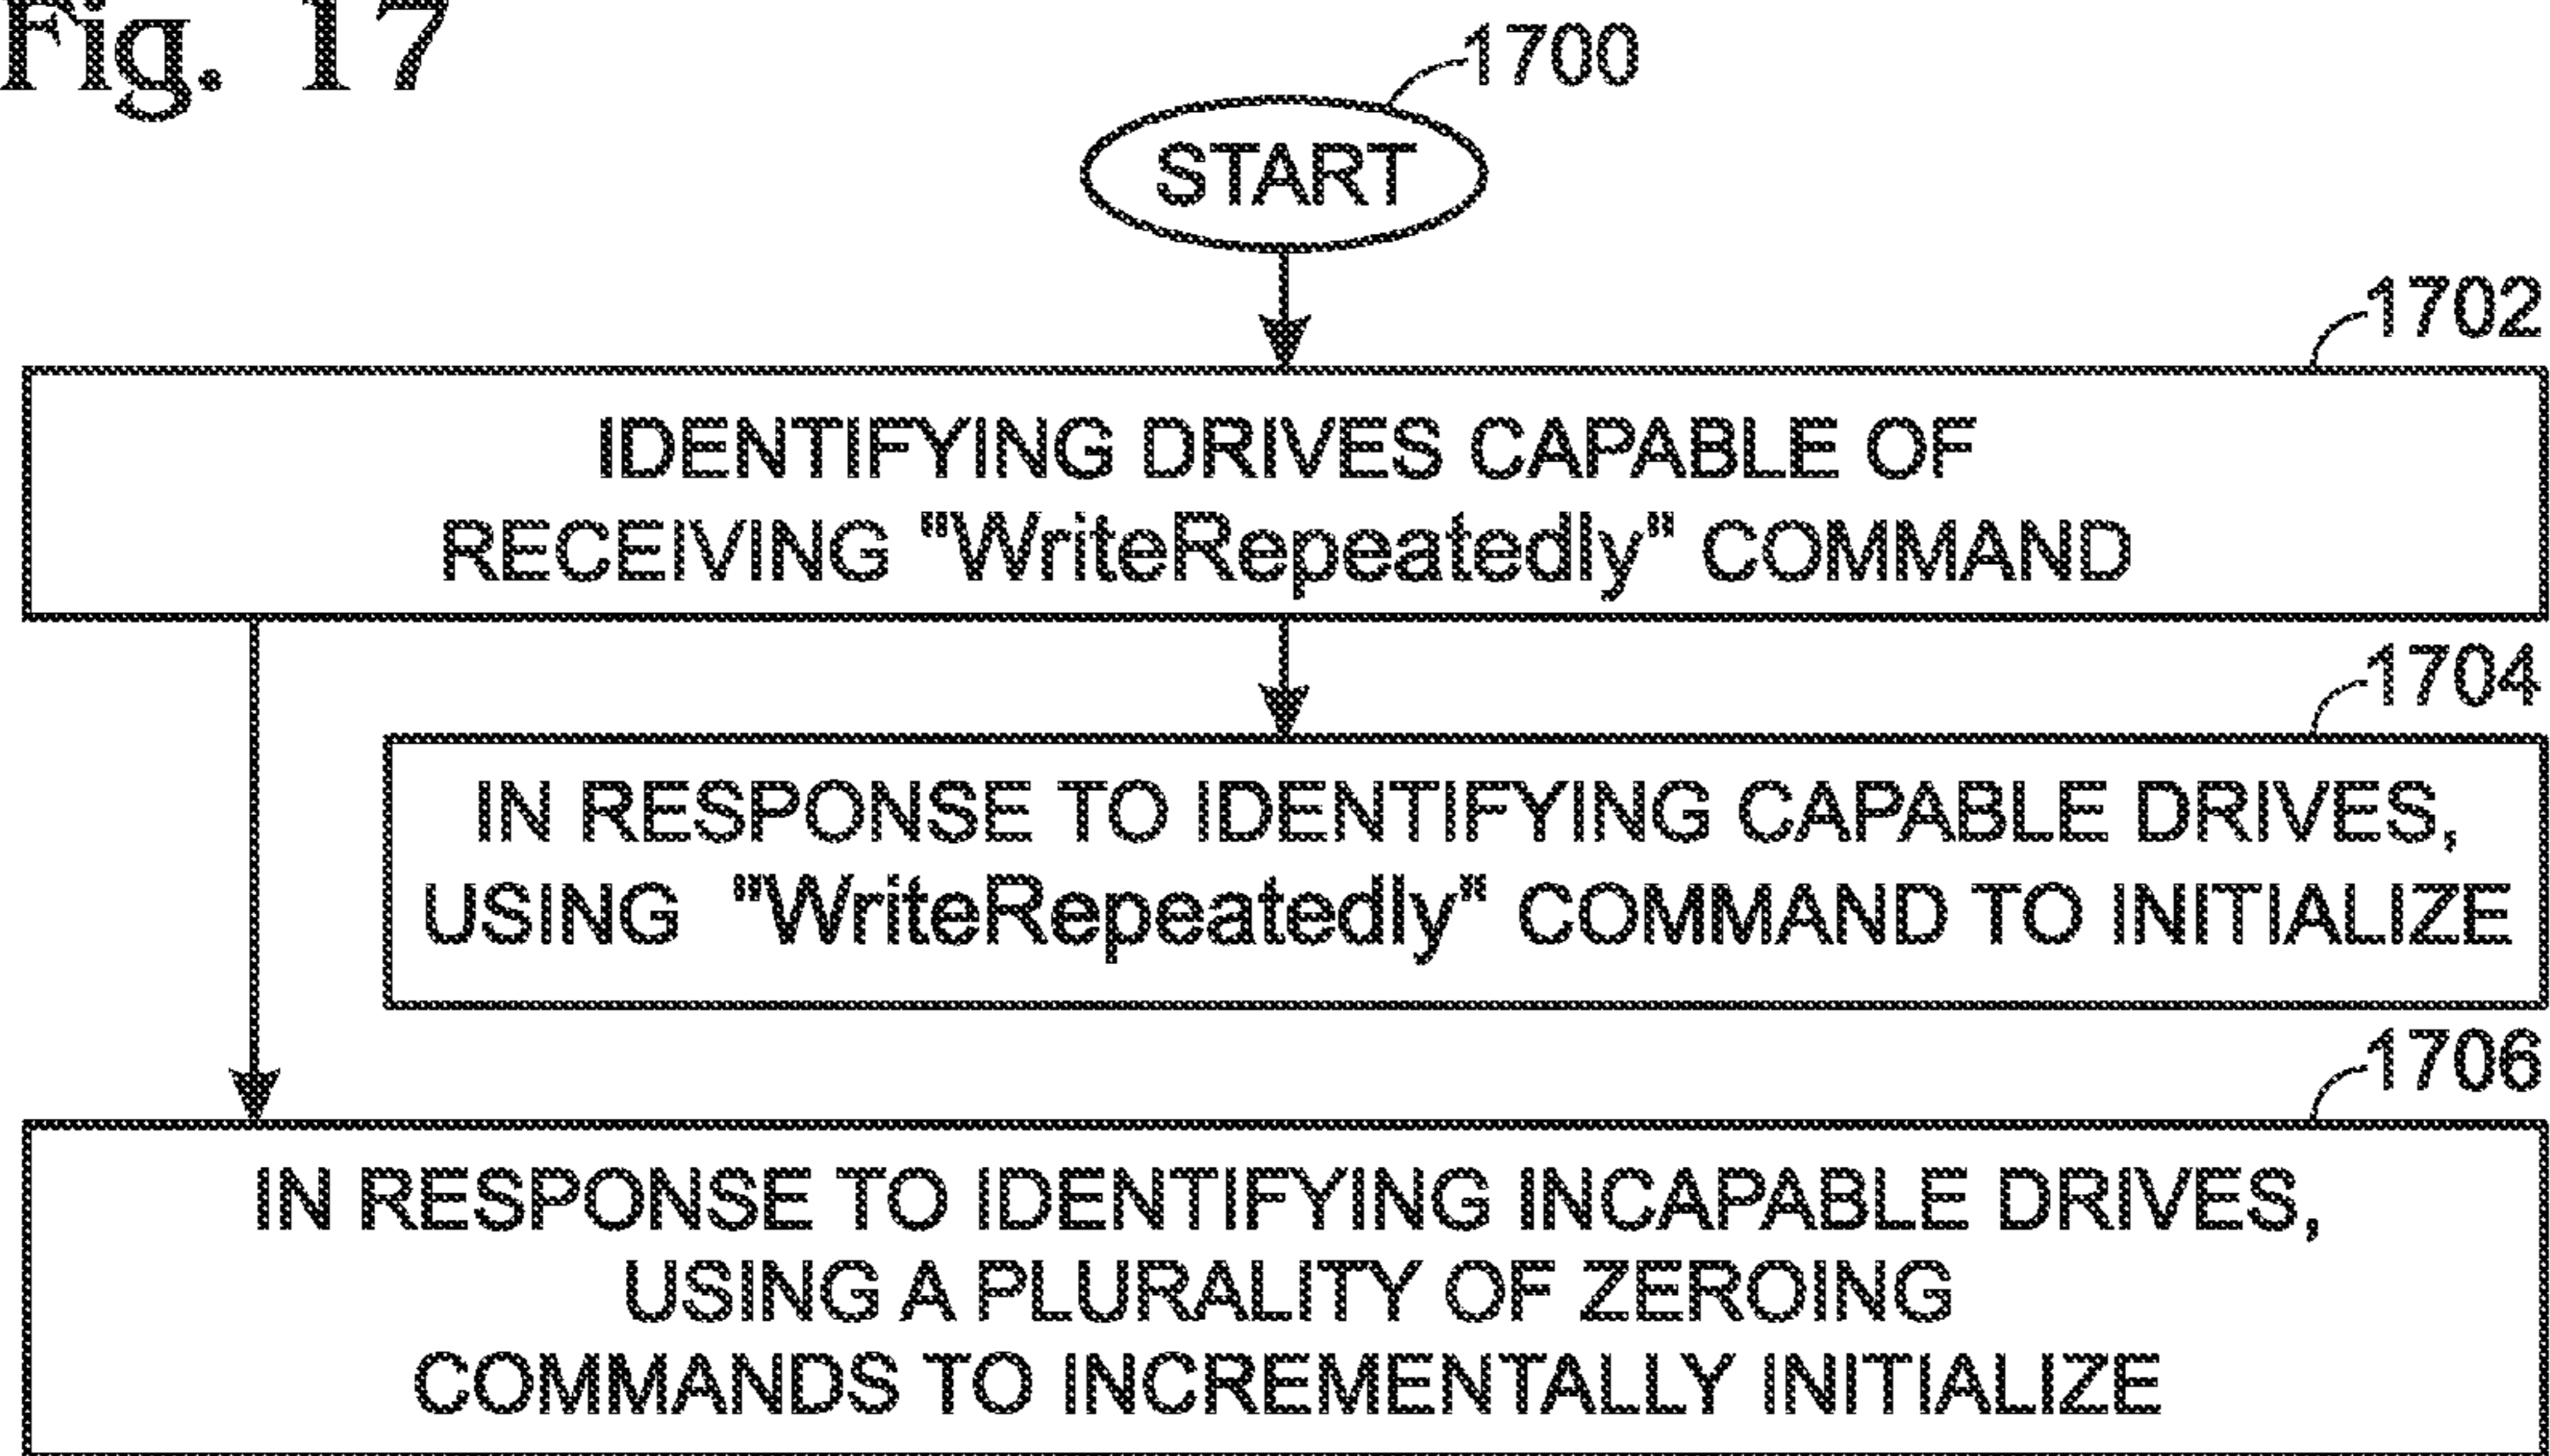 Fig. 17
1700
START
1702
IDENTIFYING DRIVES CAPABLE OF
RECEIVING "WriteRepeatedly" COMMAND
1704
IN RESPONSE TO IDENTIFYING CAPABLE DRIVES,
USING "WriteRepeatedly" COMMAND TO INITIALIZE
1706
IN RESPONSE TO IDENTIFYING INCAPABLE DRIVES,
USING A PLURALITY OF ZEROING
COMMANDS TO INCREMENTALLY INITIALIZE